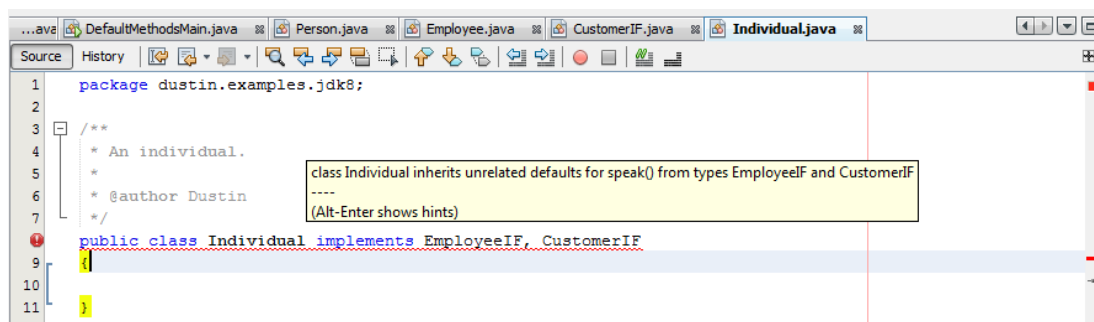 ...ava DefaultMethodsMain.java Person.java Employee.java CustomerIF.java Individual.java
Source History
1 package dustin.examples.jdk8;
2
3 /**
4 * An individual.
5 *
class Individual inherits unrelated defaults for speak() from types EmployeeIF and CustomerIF
----
6 * @author Dustin
(Alt-Enter shows hints)
7 */
public class Individual implements EmployeeIF, CustomerIF
9 {
10
11 }